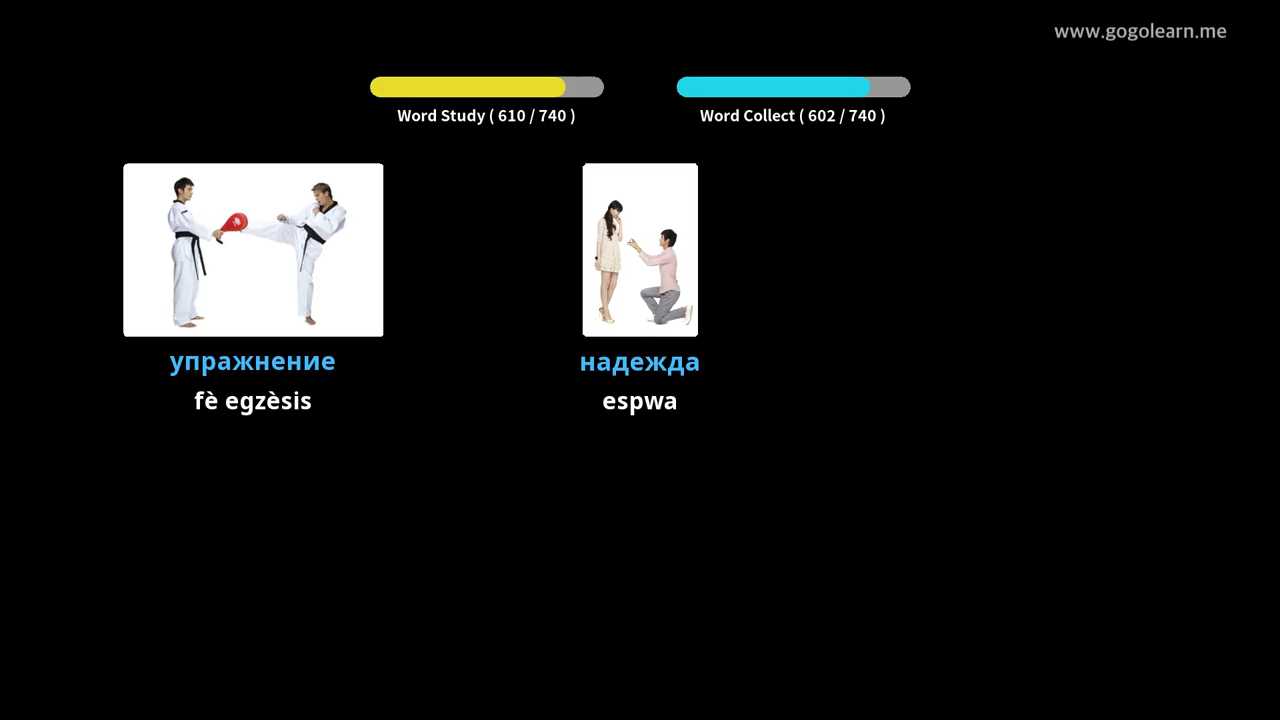 www.gogolearn.me
Word Study ( 610 / 740 )
Word Collect ( 602 / 740 )
упражнение
fè egzèsis
надежда
espwa